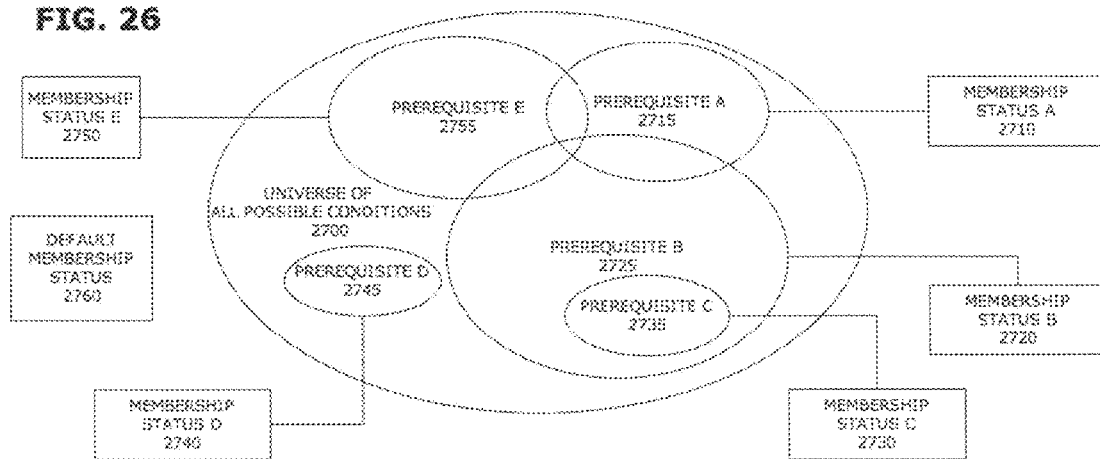 FIG. 26
MEMBERSHIP
STATUS E
2750
PREREQUISITE E
2755
PREREQUISITE A
2715
MEMBERSHIP
STATUS A
2710
UNIVERSE OF
ALL POSSIBLE CONDITIONS
2700
DEFAULT
MEMBERSHIP
STATUS
2760
PREREQUISITE D
2745
PREREQUISITE B
2725
PREREQUISITE C
2735
MEMBERSHIP
STATUS B
2720
MEMBERSHIP
STATUS D
2740
MEMBERSHIP
STATUS C
2730